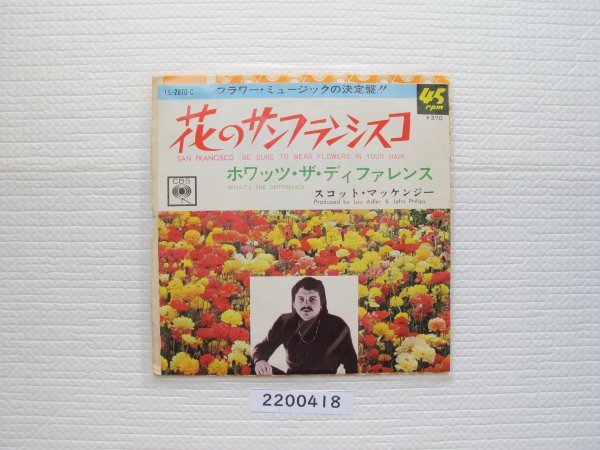 LL-2070-C
フラワー・ミュージックの決定盤!!
45 rpm
¥370
花のサンフランシスコ
SAN FRANCISCO (BE SURE TO WEAR FLOWERS IN YOUR HAIR)
CBS
ホワッツ・ザ・ディファレンス
WHAT'S THE DIFFERENCE
スコット・マッケンジー
Produced by Lou Adler & John Phillips
2200418